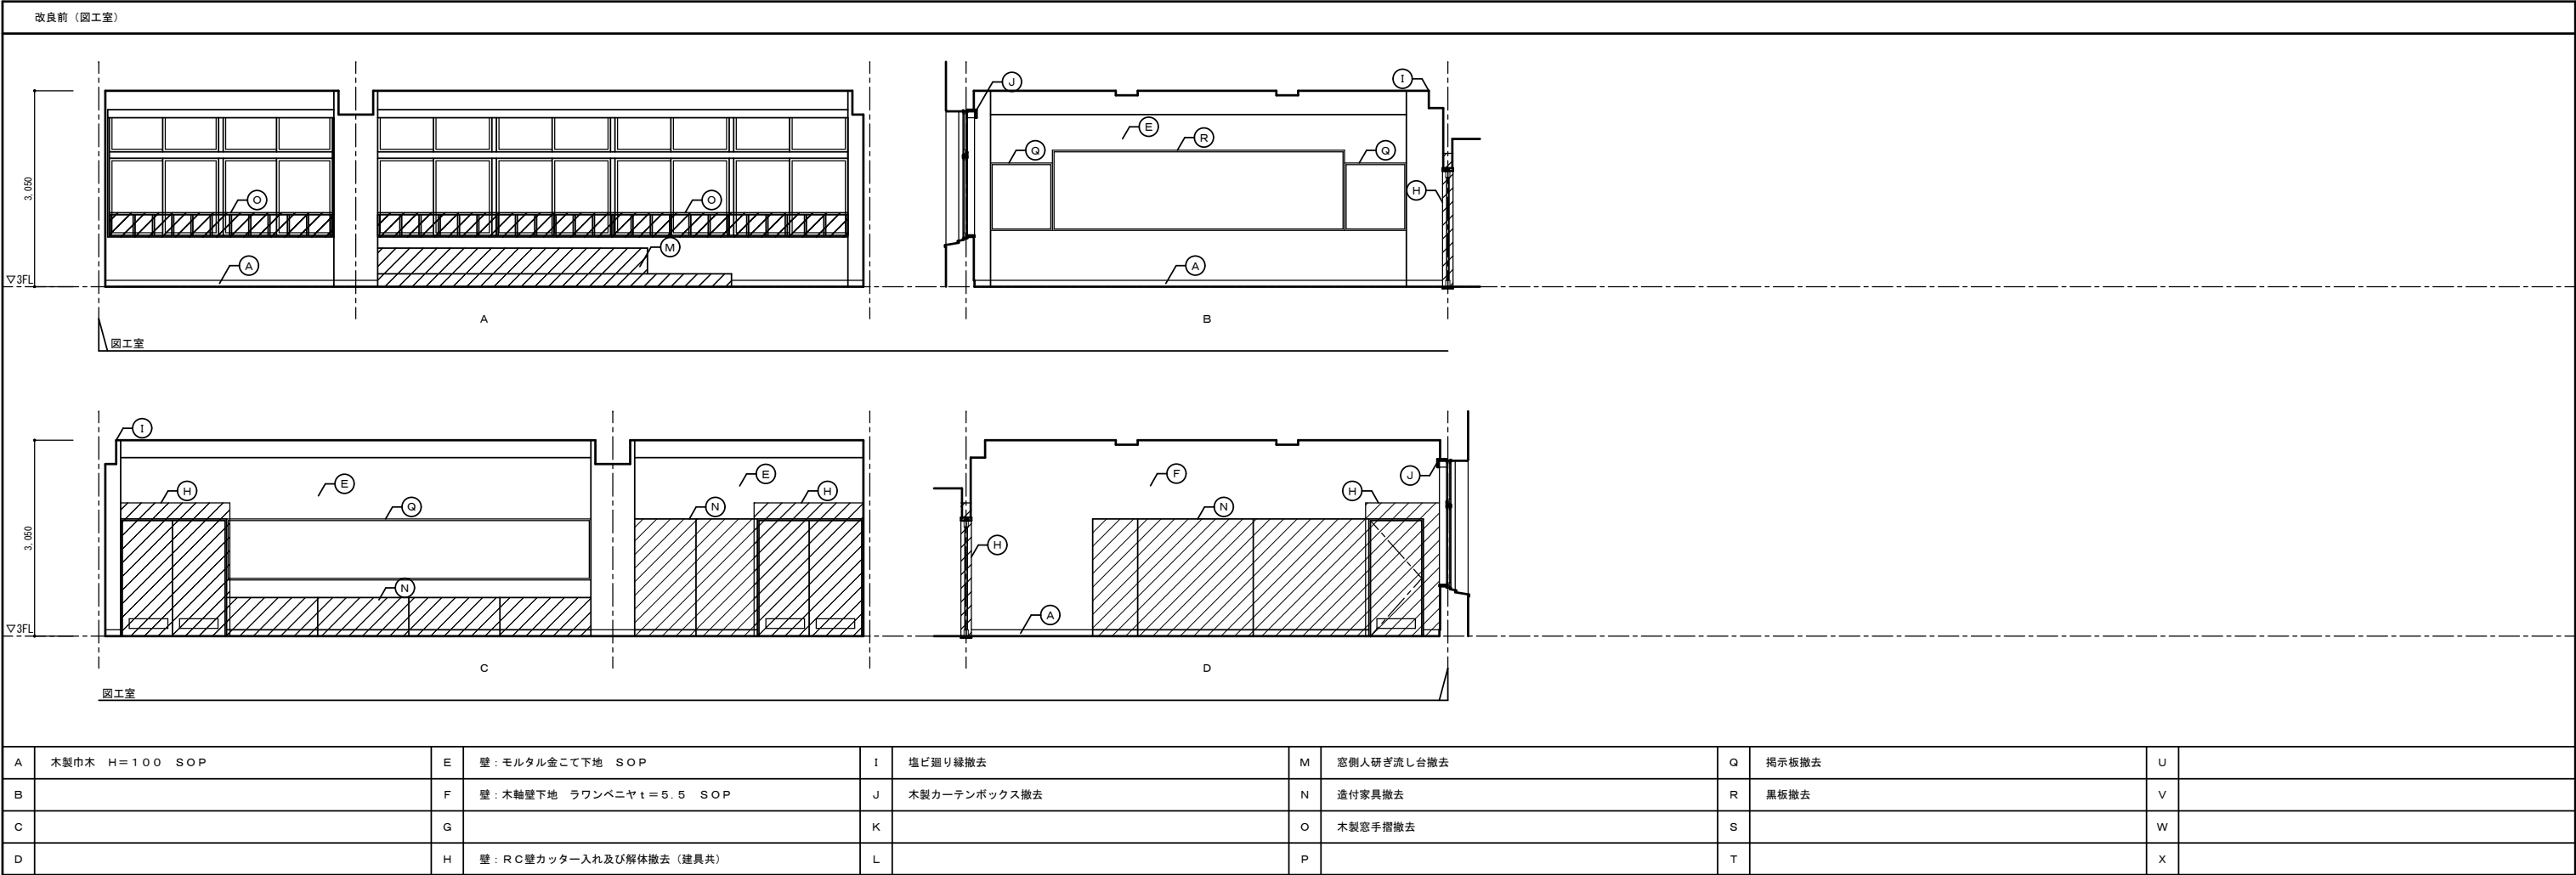 改良前（図工室）
J
I
E
R
Q
Q
3.050
O
O
H
M
A
A
▽3FL
A
B
図工室
I
E
E
F
J
H
Q
N
H
N
H
3.050
H
N
A
▽3FL
C
D
図工室
A 木製巾木 H＝１００ ＳＯＰ E 壁：モルタル金こて下地 ＳＯＰ I 塩ビ廻り縁撤去 M 窓側人研ぎ流し台撤去 Q 掲示板撤去 U
B F 壁：木軸壁下地 ラワンベニヤｔ＝５．５ ＳＯＰ J 木製カーテンボックス撤去 N 造付家具撤去 R 黒板撤去 V
C G K O 木製窓手摺撤去 S W
D H 壁：ＲＣ壁カッター入れ及び解体撤去（建具共） L P T X